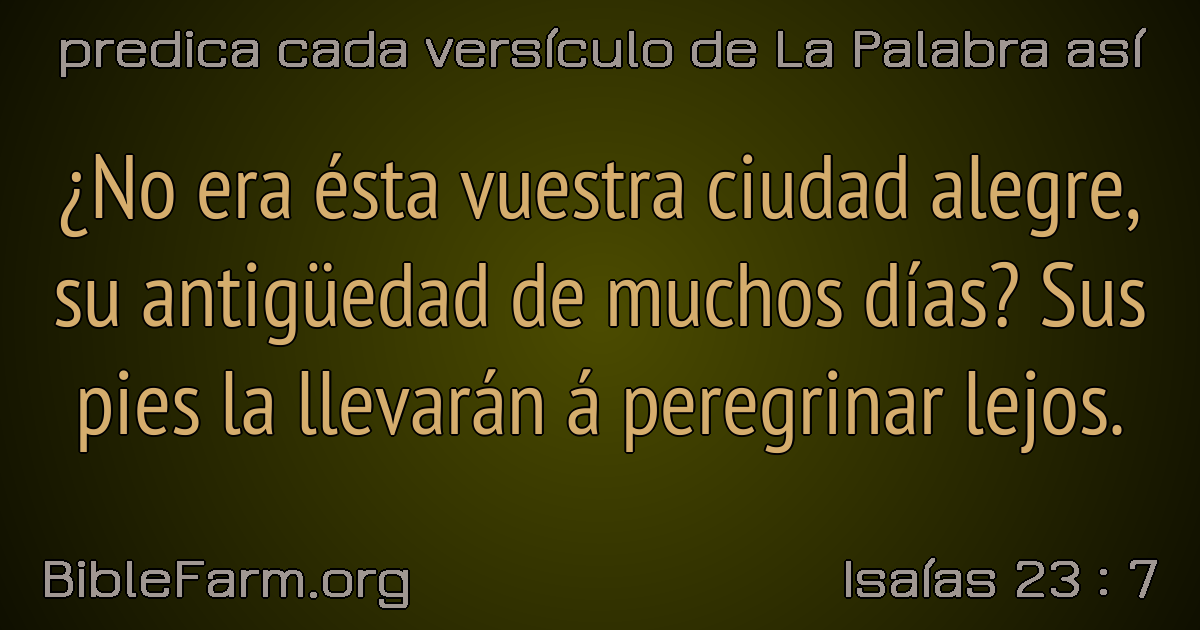 predica cada versículo de La Palabra así
¿No era ésta vuestra ciudad alegre,
su antigüedad de muchos días? Sus
pies la llevarán á peregrinar lejos.
BibleFarm.org
Isaías 23 : 7